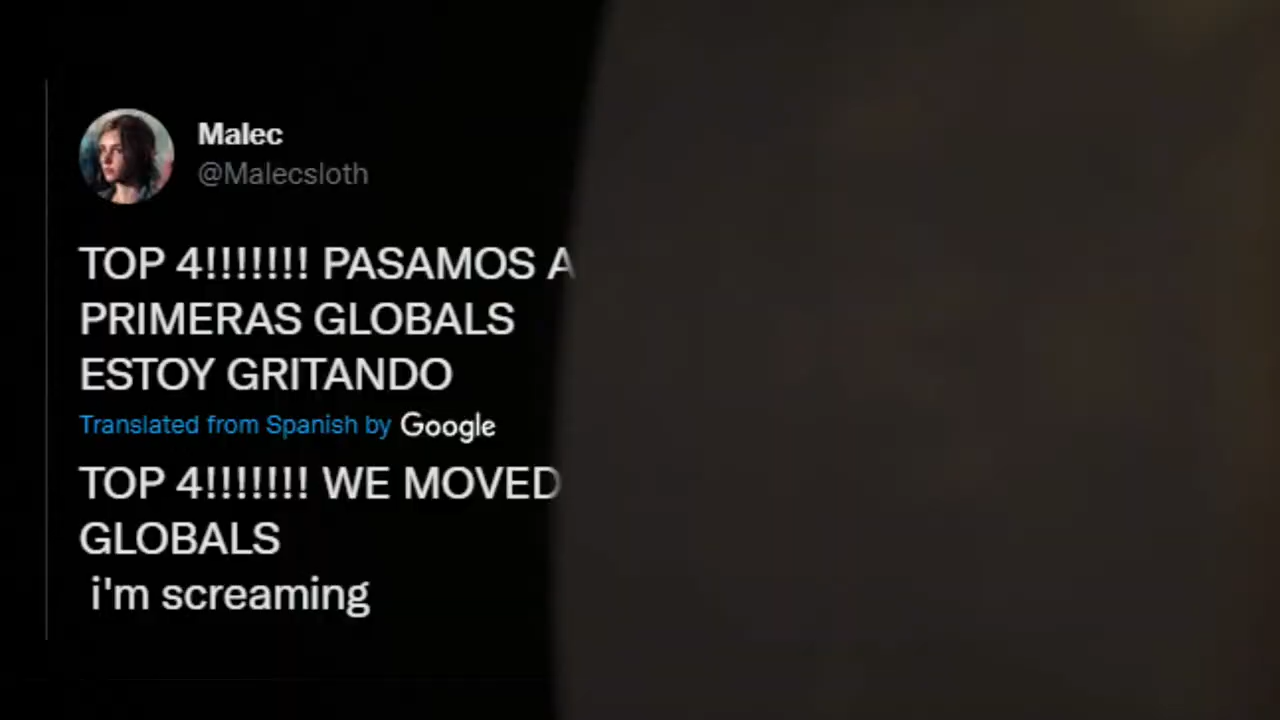 Malec
@Malecsloth
TOP 4!!!!!!! PASAMOS A
PRIMERAS GLOBALS
ESTOY GRITANDO
Translated from Spanish by Google
TOP 4!!!!!!! WE MOVED
GLOBALS
i'm screaming